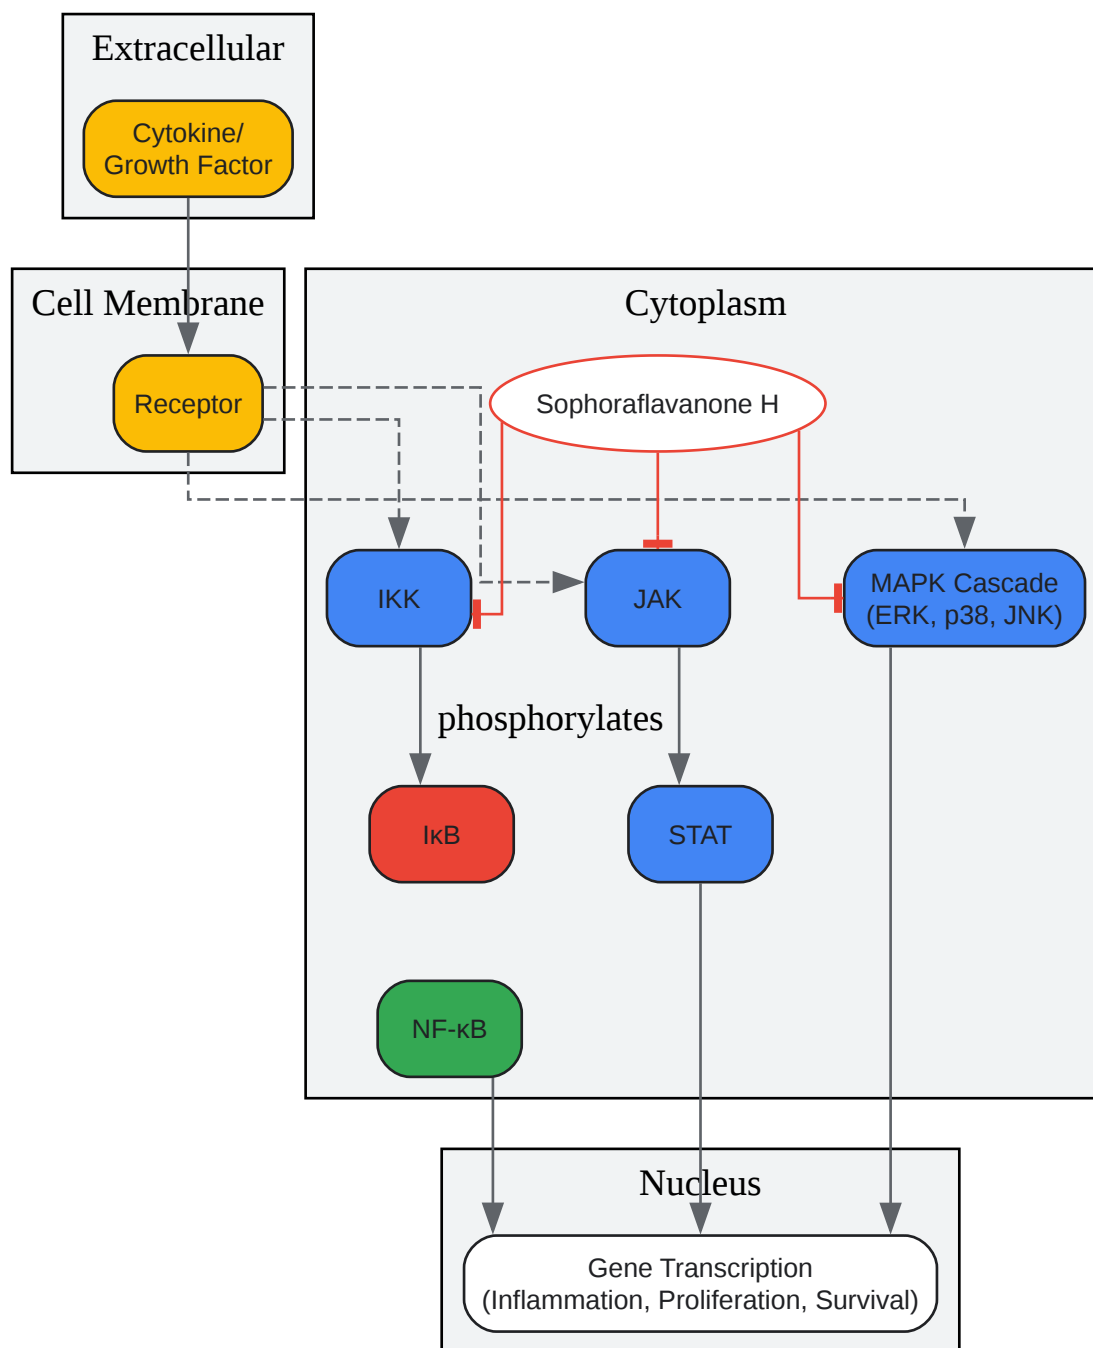 Extracellular
Cytokine/
Growth Factor
Cell Membrane
Receptor
Cytoplasm
Sophoraflavanone H
IKK
JAK
MAPK Cascade
(ERK, p38, JNK)
phosphorylates
IκB
STAT
NF-κB
Nucleus
Gene Transcription
(Inflammation, Proliferation, Survival)